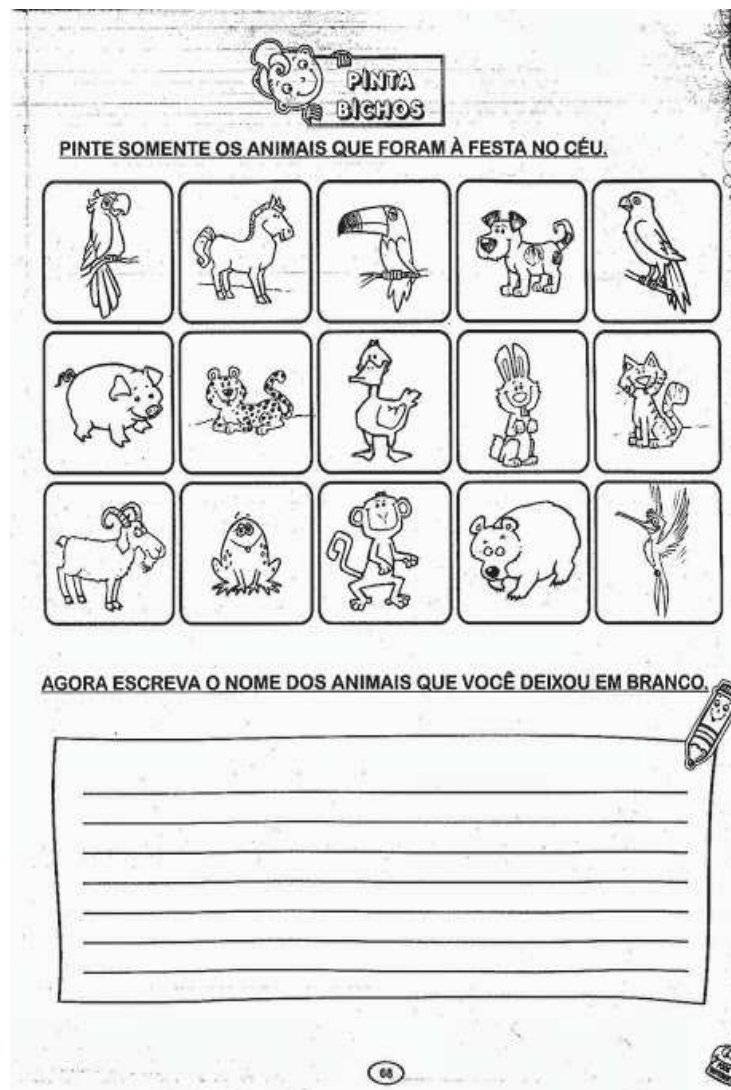 PINTA
BICHOS
PINTE SOMENTE OS ANIMAIS QUE FORAM À FESTA NO CÉU.
AGORA ESCREVA O NOME DOS ANIMAIS QUE VOCÊ DEIXOU EM BRANCO.
68